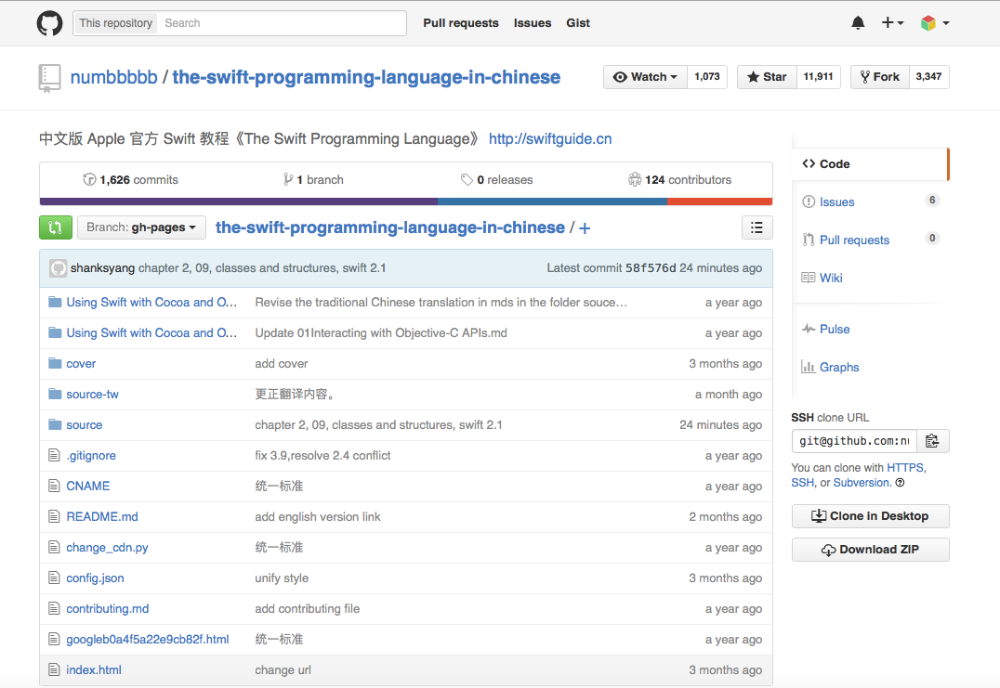 This repository Search Pull requests Issues Gist
numbbbbb / the-swift-programming-language-in-chinese Watch 1,073 Star 11,911 Fork 3,347
中文版 Apple 官方 Swift 教程《The Swift Programming Language》 http://swiftguide.cn
1,626 commits 1 branch 0 releases 124 contributors
Branch: gh-pages the-swift-programming-language-in-chinese / +
shanksyang chapter 2, 09, classes and structures, swift 2.1 Latest commit 58f576d 24 minutes ago
Using Swift with Cocoa and O... Revise the traditional Chinese translation in mds in the folder souce... a year ago
Using Swift with Cocoa and O... Update 01Interacting with Objective-C APIs.md a year ago
cover add cover 3 months ago
source-tw 更正翻译内容。 a month ago
source chapter 2, 09, classes and structures, swift 2.1 24 minutes ago
.gitignore fix 3.9,resolve 2.4 conflict a year ago
CNAME 统一标准 a year ago
README.md add english version link 2 months ago
change_cdn.py 统一标准 a year ago
config.json unify style 3 months ago
contributing.md add contributing file a year ago
googleb0a4f5a22e9cb82f.html 统一标准 a year ago
index.html change url 3 months ago
Code
Issues 6
Pull requests 0
Wiki
Pulse
Graphs
SSH clone URL
git@github.com:nu
You can clone with HTTPS,
SSH, or Subversion.
Clone in Desktop
Download ZIP